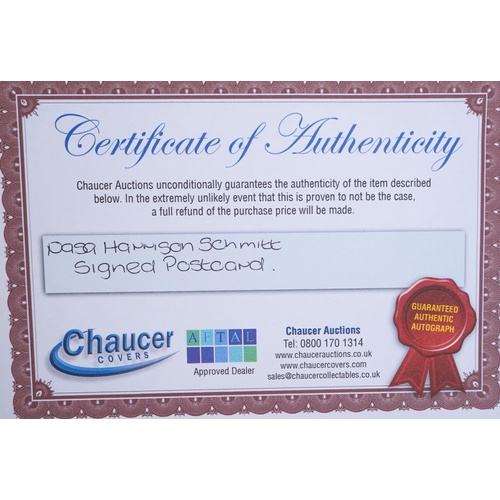 Certificate of Authenticity
Chaucer Auctions unconditionally guarantees the authenticity of the item described
below. In the extremely unlikely event that this is proven to not be the case,
a full refund of the purchase price will be made.
Nasa Harrison Schmitt
Signed Postcard.
GUARANTEED
AUTHENTIC
AUTOGRAPH
Chaucer
COVERS
AFTAL
Approved Dealer
Chaucer Auctions
Tel: 0800 170 1314
www.chaucerauctions.co.uk
www.chaucercovers.com
sales@chaucercollectables.co.uk